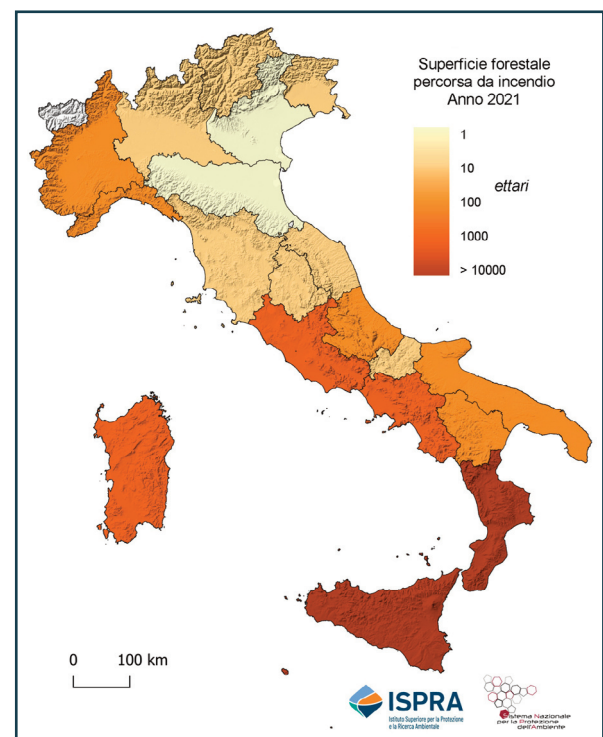 Superficie forestale
percorsa da incendio
Anno 2021
1
10
100
1000
> 10000
ettari
0 100 km
ISPRA
Istituto Superiore per la Protezione
e la Ricerca Ambientale
Sistema Nazionale
per la Protezione
dell'Ambiente